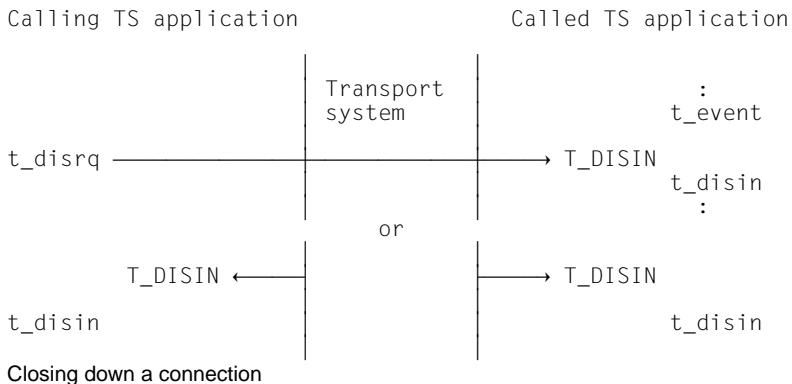 Calling TS application Called TS application
Transport :
system t_event
t_disrq T_DISIN
t_disin
:
or
T_DISIN T_DISIN
t_disin t_disin
Closing down a connection